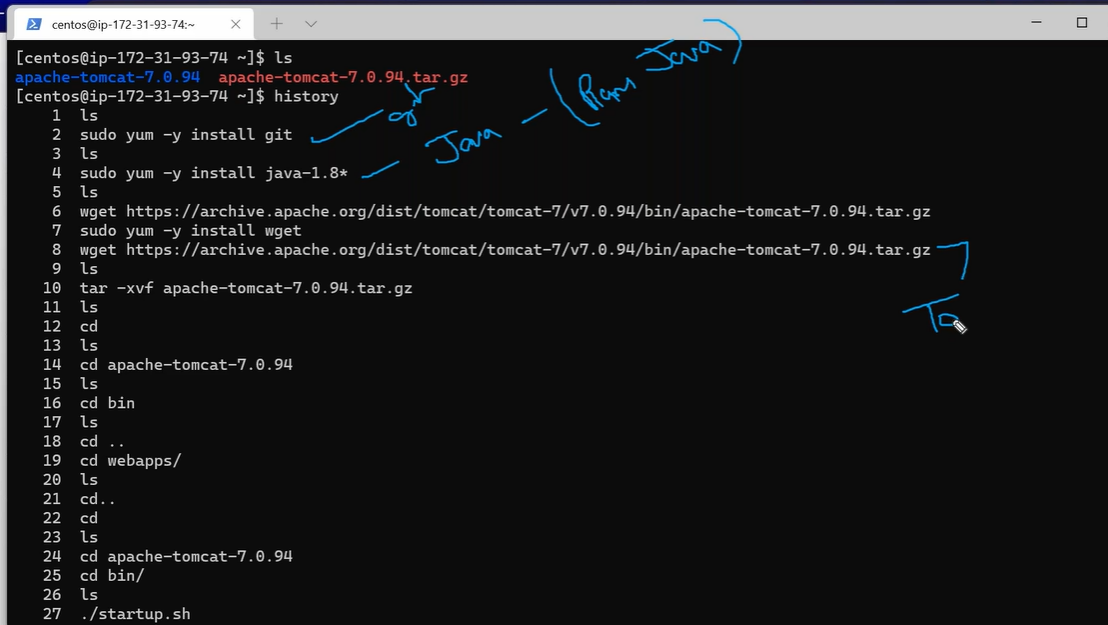 centos@ip-172-31-93-74:~
[centos@ip-172-31-93-74 ~]$ ls
apache-tomcat-7.0.94  apache-tomcat-7.0.94.tar.gz
[centos@ip-172-31-93-74 ~]$ history
1 ls
2 sudo yum -y install git
3 ls
4 sudo yum -y install java-1.8* Java - ( Java)
5 ls
6 wget https://archive.apache.org/dist/tomcat/tomcat-7/v7.0.94/bin/apache-tomcat-7.0.94.tar.gz
7 sudo yum -y install wget
8 wget https://archive.apache.org/dist/tomcat/tomcat-7/v7.0.94/bin/apache-tomcat-7.0.94.tar.gz
9 ls
10 tar -xvf apache-tomcat-7.0.94.tar.gz
11 ls
To
12 cd
13 ls
14 cd apache-tomcat-7.0.94
15 ls
16 cd bin
17 ls
18 cd ..
19 cd webapps/
20 ls
21 cd..
22 cd
23 ls
24 cd apache-tomcat-7.0.94
25 cd bin/
26 ls
27 ./startup.sh